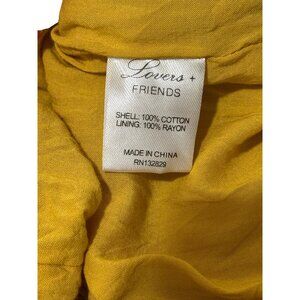 Lovers +
FRIENDS
SHELL: 100% COTTON
LINING: 100% RAYON
MADE IN CHINA
RN132829